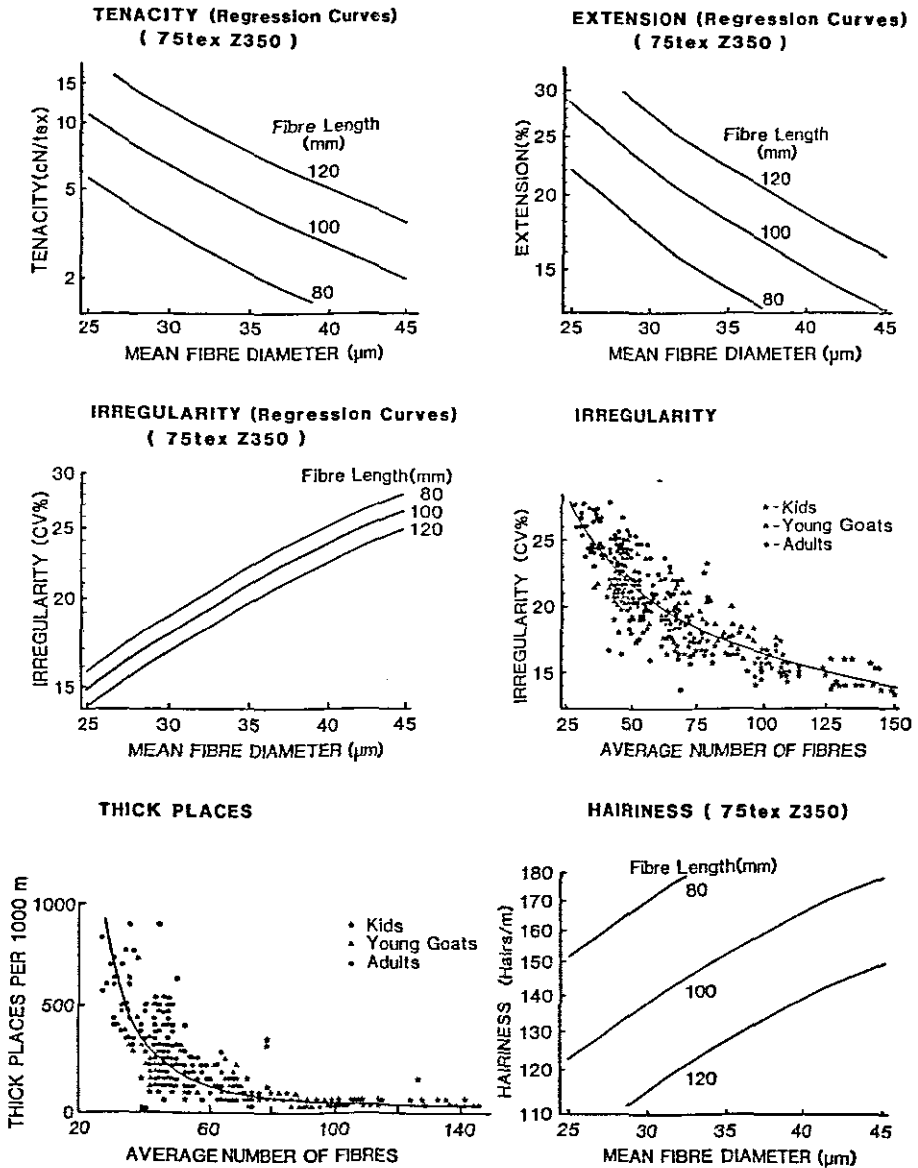 TENACITY (Regression Curves)
( 75tex Z350 )
15
10
5
2
TENACITY(cN/tex)
Fibre Length
(mm)
120
100
80
25
30
35
40
45
MEAN FIBRE DIAMETER (µm)
EXTENSION (Regression Curves)
(75tex Z350 )
30
25
20
15
EXTENSION(%)
Fibre Length
(mm)
120
100
80
25
30
35
40
45
MEAN FIBRE DIAMETER (µm)
IRREGULARITY (Regression Curves)
( 75tex Z350 )
30
25
20
15
IRREGULARITY (CV%)
Fibre Length(mm)
80
100
120
25
30
35
40
45
MEAN FIBRE DIAMETER (µm)
IRREGULARITY
25
20
15
IRREGULARITY (CV%)
- Kids
- Young Goats
- Adults
25
50
75
100
125
150
AVERAGE NUMBER OF FIBRES
THICK PLACES
1000
500
0
THICK PLACES PER 1000 m
Kids
Young Goats
Adults
20
60
100
140
AVERAGE NUMBER OF FIBRES
HAIRINESS ( 75tex Z350)
180
170
160
150
140
130
120
110
HAIRINESS (Hairs/m)
Fibre Length(mm)
80
100
120
25
30
35
40
45
MEAN FIBRE DIAMETER (µm)